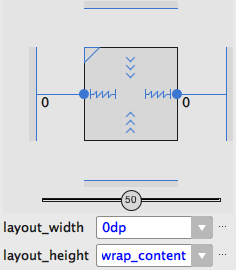 0 0
50
layout_width 0dp ...
layout_height wrap_content ...